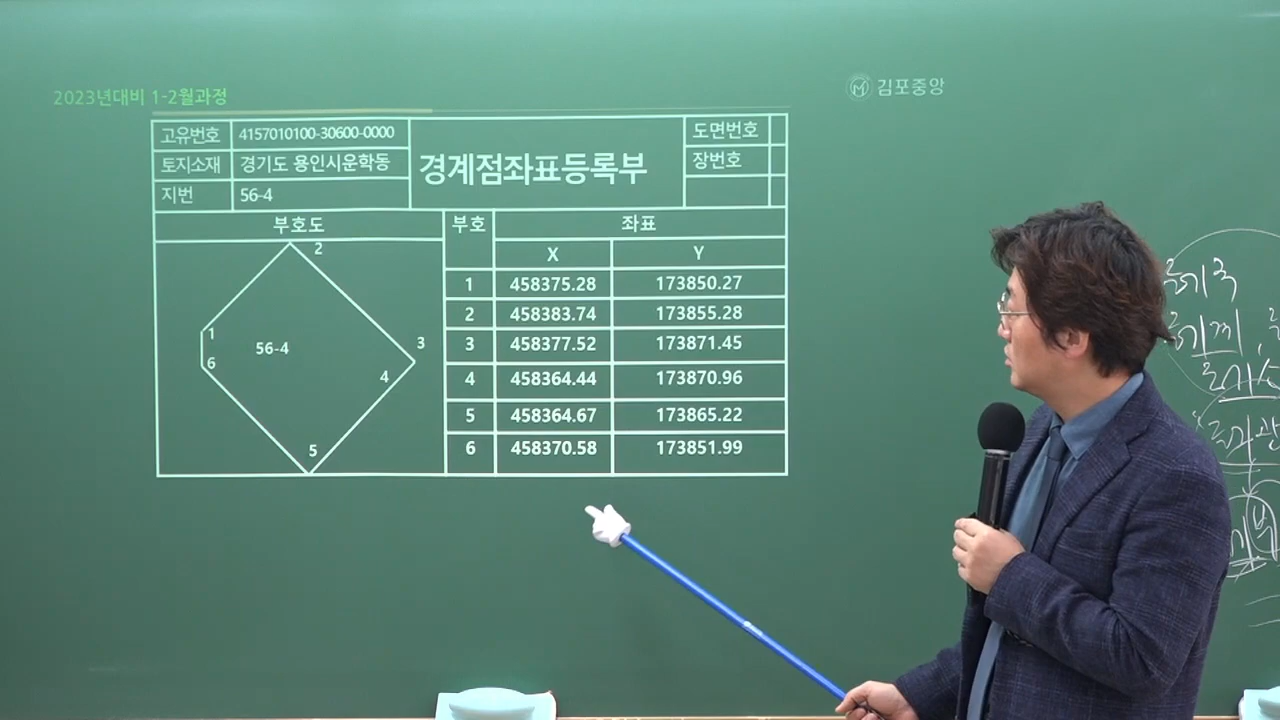 2023년대비 1-2월과정
김포중앙
고유번호 4157010100-30600-0000
토지소재 경기도 용인시운학동
지번 56-4
경계점좌표등록부
도면번호
장번호
부호도 부호 좌표
X Y
1 458375.28 173850.27
2 458383.74 173855.28
3 458377.52 173871.45
4 458364.44 173870.96
5 458364.67 173865.22
6 458370.58 173851.99
2
1
3
56-4
6
4
5